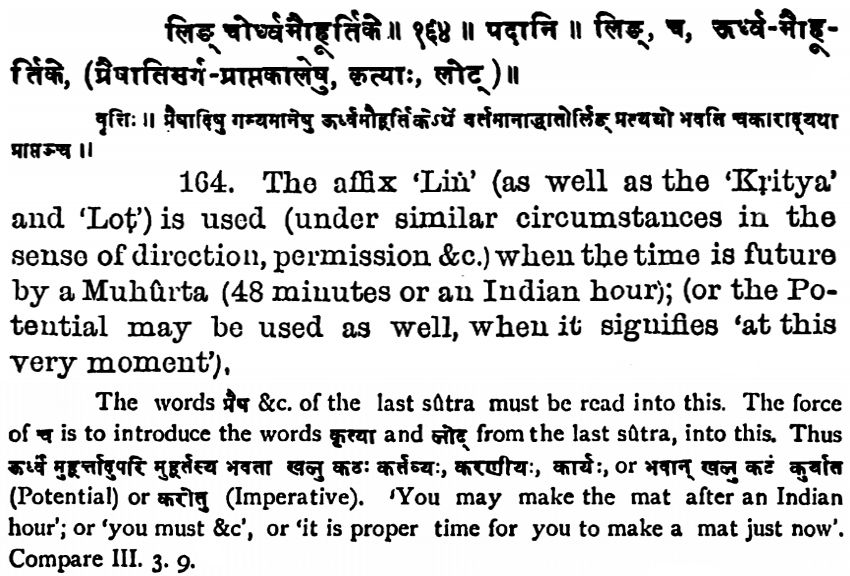 लिङ् चोर्ध्वमौहूर्तिके ॥ १६४ ॥ पदानि ॥ लिङ्, च, ऊर्ध्व-मौहू-
र्तिके, (प्रैषातिसर्ग-प्राप्तकालेषु, कृत्याः, लोट्) ॥
वृत्तिः ॥ प्रैषादिषु गम्यमानेषु ऊर्ध्वमौहूर्तिकेऽर्थे वर्तमानाद्धातोर्लिङ् प्रत्ययो भवति चकाराद्यथा
प्राप्तञ्च ॥
164. The affix 'Liṅ' (as well as the 'Kṛitya'
and 'Loṭ') is used (under similar circumstances in the
sense of direction, permission &c.) when the time is future
by a Muhûrta (48 minutes or an Indian hour); (or the Po-
tential may be used as well, when it signifies 'at this
very moment').
The words प्रैष &c. of the last sûtra must be read into this. The force
of च is to introduce the words कृत्या and लोट् from the last sûtra, into this. Thus
ऊर्ध्वं मुहूर्त्तादुपरि मुहूर्तस्य भवता खलु कटः कर्तव्यः, करणीयः, कार्यः, or भवान् खलु कटं कुर्यात
(Potential) or करोतु (Imperative). 'You may make the mat after an Indian
hour'; or 'you must &c', or 'it is proper time for you to make a mat just now'.
Compare III. 3. 9.